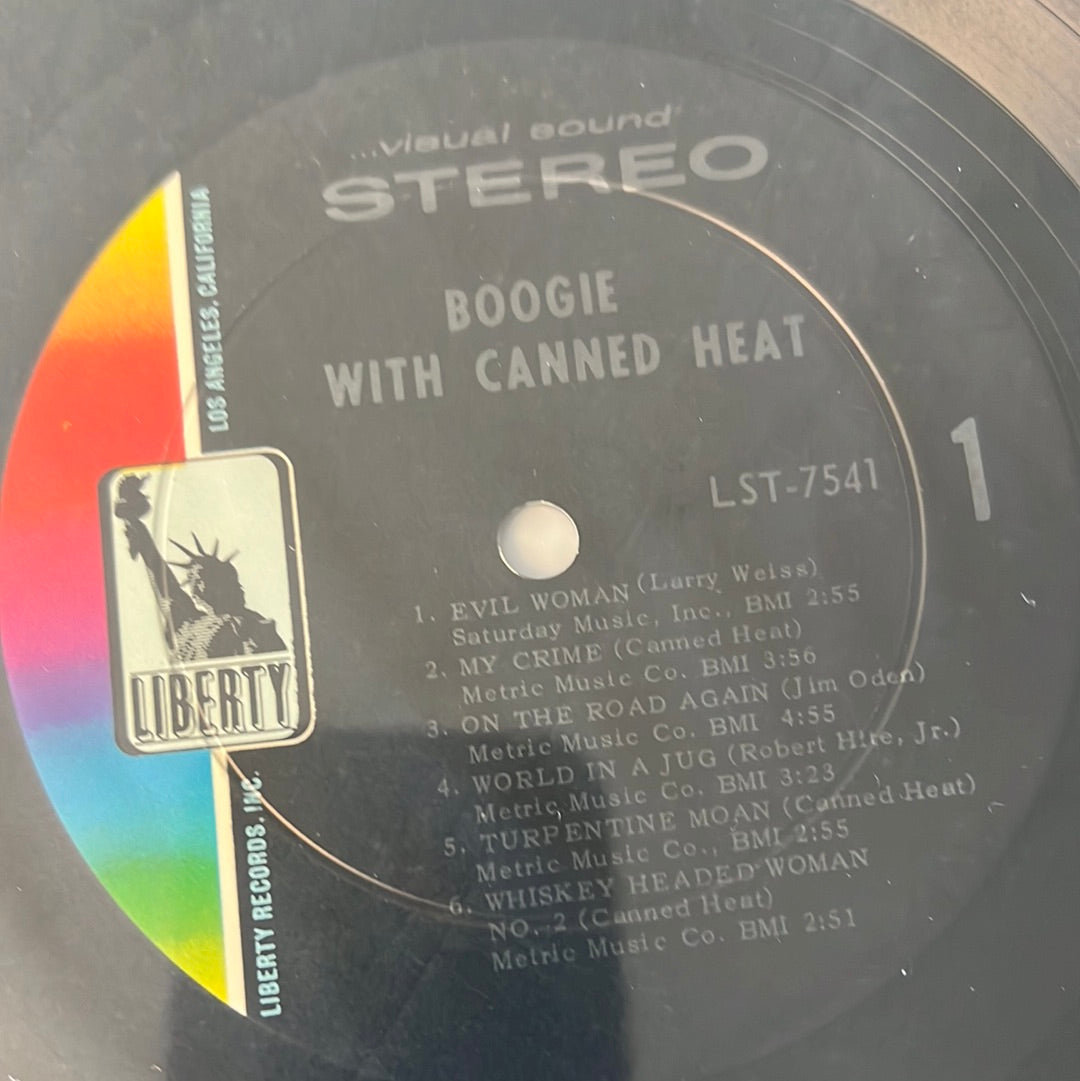 ...visual sound
STEREO
BOOGIE
WITH CANNED HEAT
LST-7541
1
LOS ANGELES, CALIFORNIA
LIBERTY
LIBERTY RECORDS, INC.
1. EVIL WOMAN (Larry Weiss)
Saturday Music, Inc., BMI 2:55
2. MY CRIME (Canned Heat)
Metric Music Co. BMI 3:56
3. ON THE ROAD AGAIN (Jim Oden)
Metric Music Co. BMI 4:55
4. WORLD IN A JUG (Robert Hite, Jr.)
Metric Music Co. BMI 3:23
5. TURPENTINE MOAN (Canned Heat)
Metric Music Co., BMI 2:55
6. WHISKEY HEADED WOMAN
NO. 2 (Canned Heat)
Metric Music Co. BMI 2:51